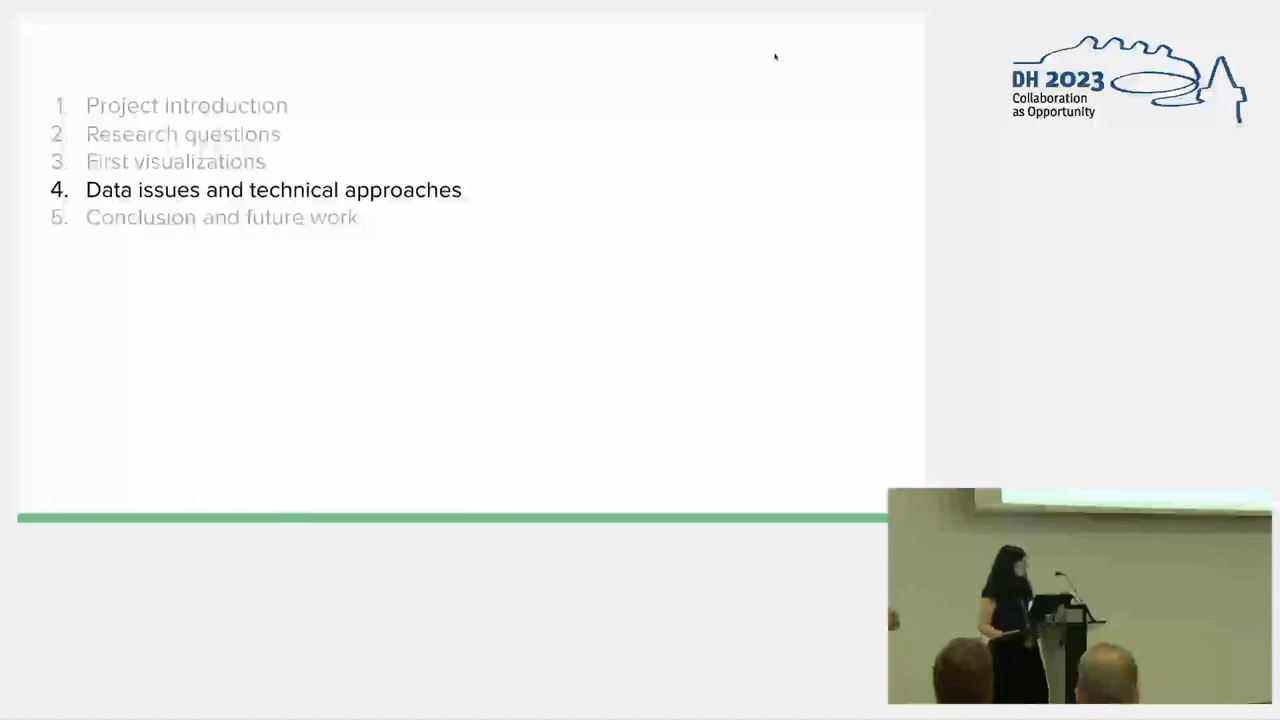 1. Project introduction
2. Research questions
3. First visualizations
4. Data issues and technical approaches
5. Conclusion and future work
DH 2023
Collaboration
as Opportunity